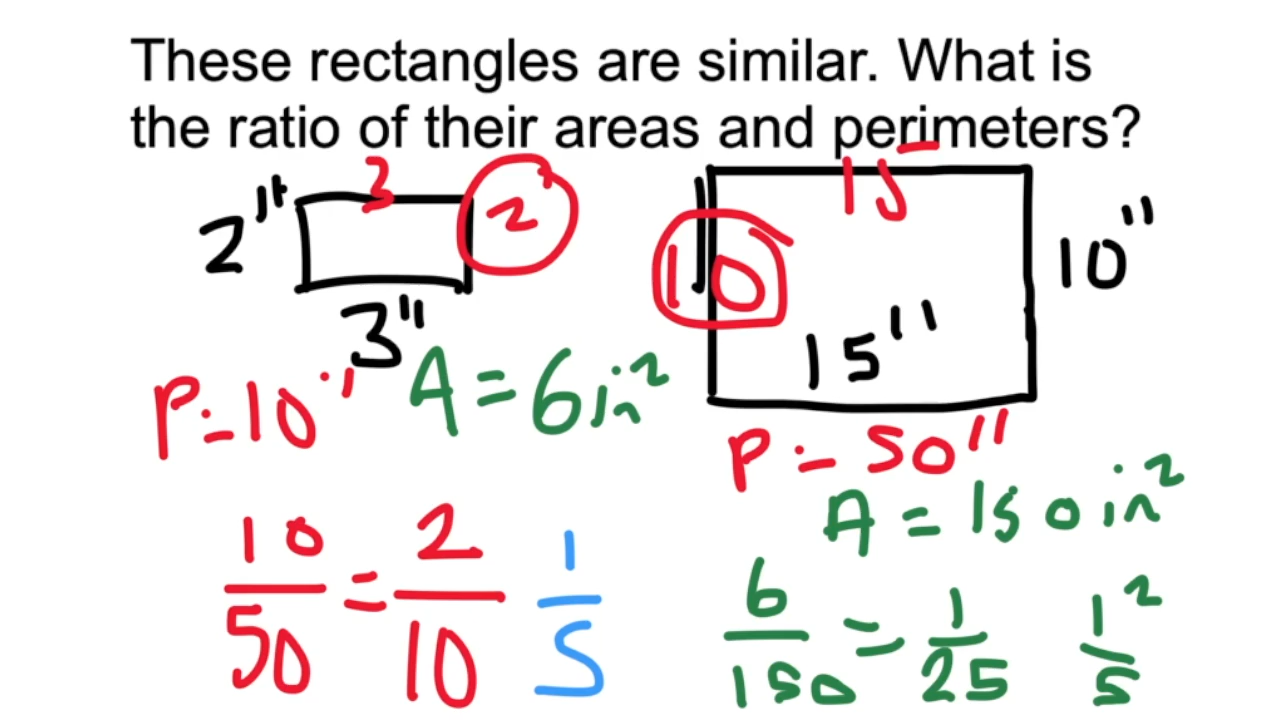 These rectangles are similar. What is
the ratio of their areas and perimeters?
3
15
2"
2
10
10"
3"
15"
P=10"
A=6in²
P=50"
A=150in²
10/50 = 2/10
1/5
6/150 = 1/25
1²/5